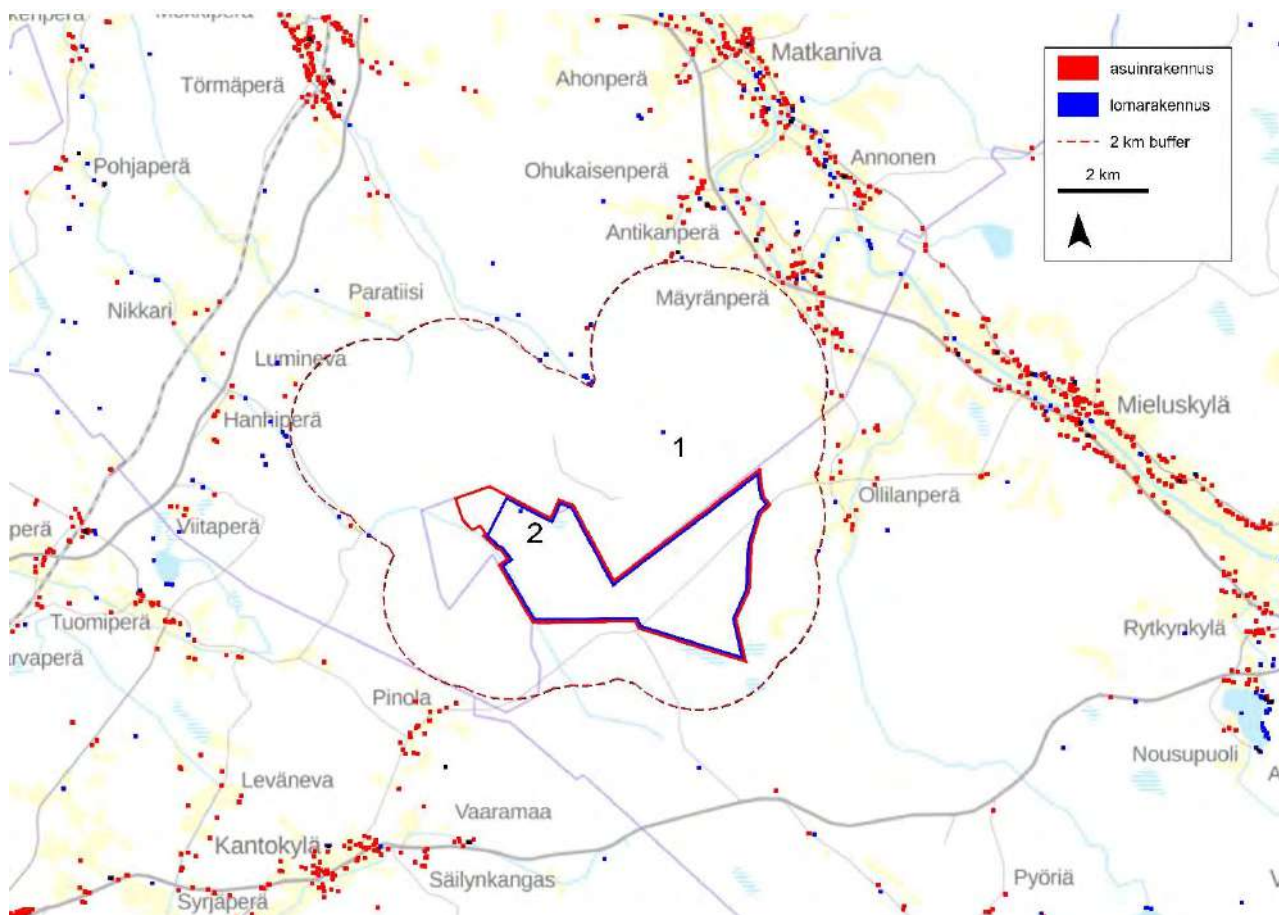 Matkaniva
Törmäperä
Ahonperä
asuinrakennus
lomarakennus
2 km buffer
2 km
Pohjaperä
Ohukaisenperä
Annonen
Antikanperä
Nikkari
Paratiisi
Mäyränperä
Lumineva
Hanhiperä
Mieluskylä
1
Ollilanperä
Viitaperä
2
perä
Tuomiperä
Rytkynkylä
Pinola
Nousupuoli
Leväneva
Vaaramaa
Kantokylä
Säilynkangas
Pyöriä
Syrjäperä